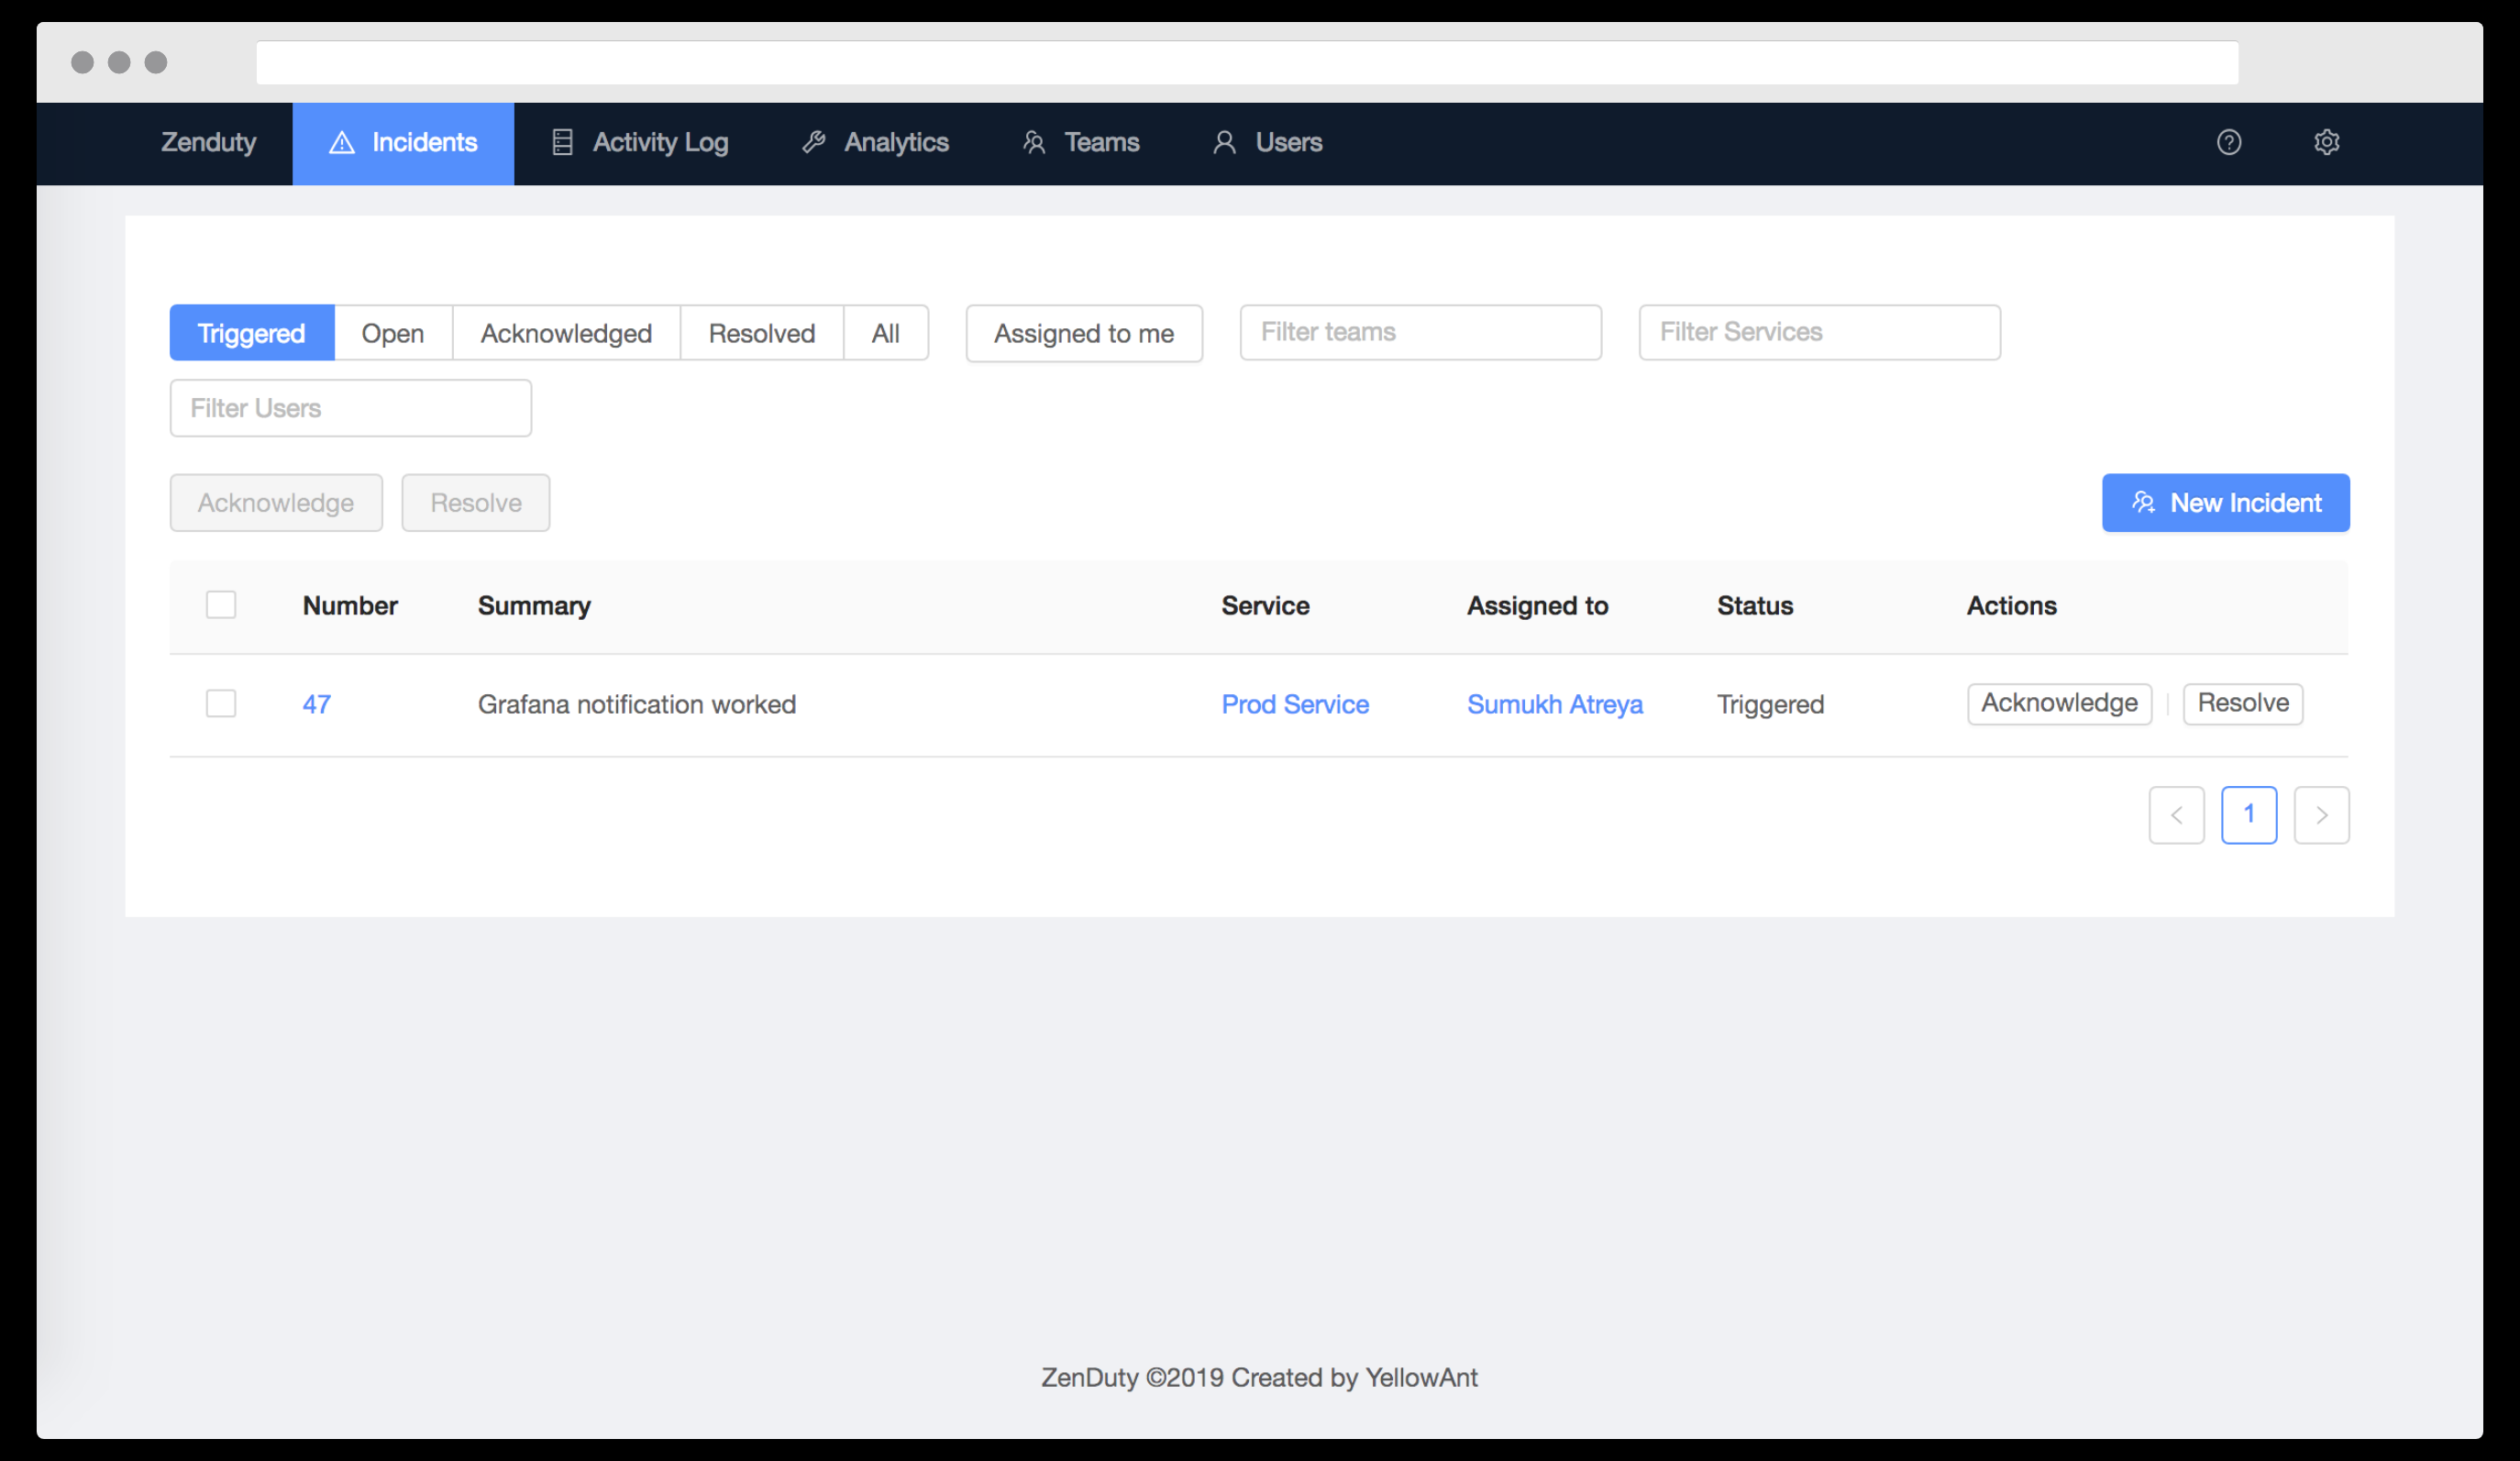 Zenduty Incidents Activity Log Analytics Teams Users
Triggered Open Acknowledged Resolved All Assigned to me Filter teams Filter Services
Filter Users
Acknowledge Resolve New Incident
Number Summary Service Assigned to Status Actions
47 Grafana notification worked Prod Service Sumukh Atreya Triggered Acknowledge Resolve
1
ZenDuty ©2019 Created by YellowAnt